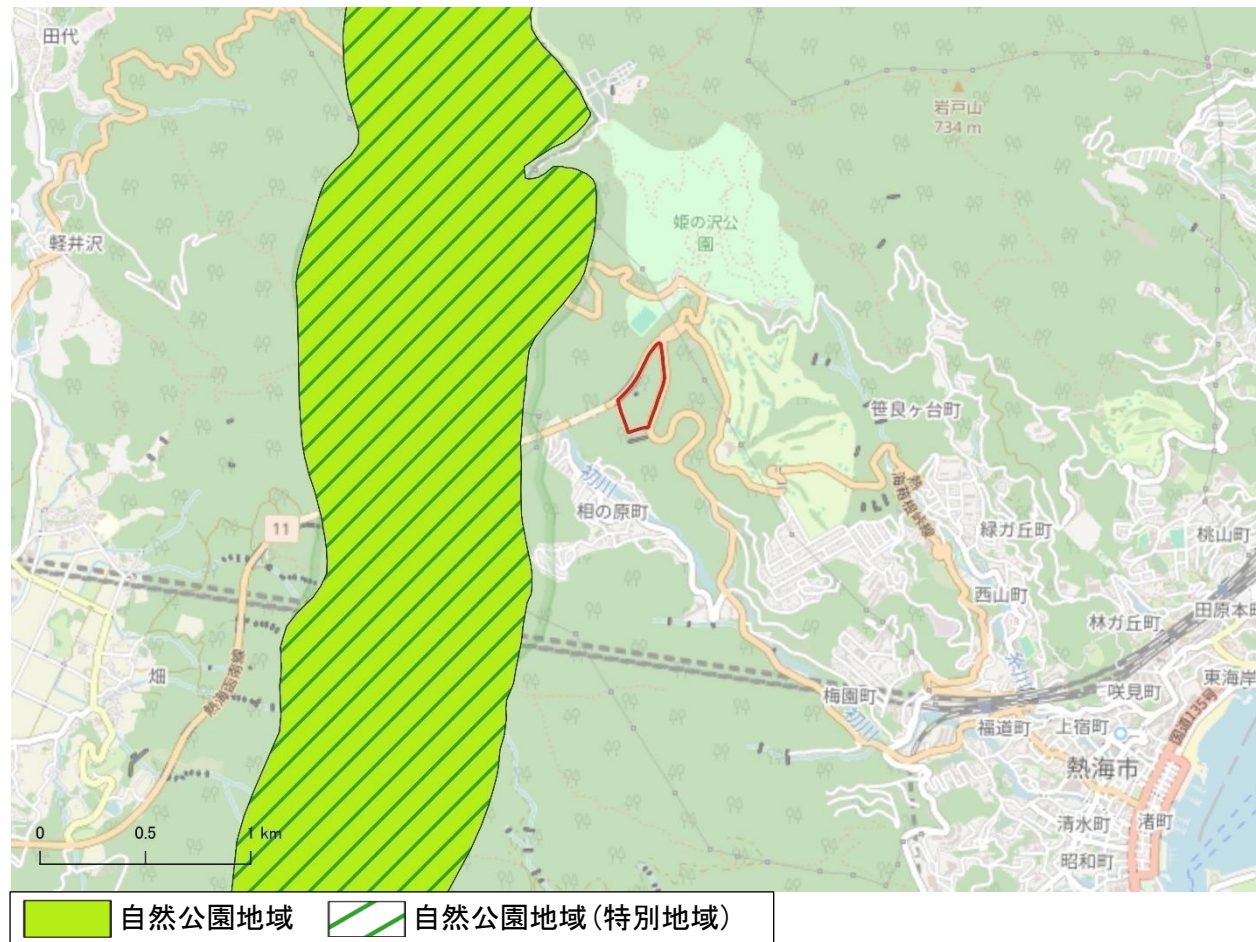 田代
岩戸山
734 m
姫の沢公
園
軽井沢
笹良ヶ台町
熱海箱根峠線
初川
相の原町
緑ガ丘町
桃山町
11
西山町
林ガ丘町
田原本町
畑
熱海函南線
梅園町
初川
糸川
咲見町
東海岸
国道135号
福道町
上宿町
熱海市
清水町
渚町
昭和町
0 0.5 1 km
自然公園地域 自然公園地域(特別地域)